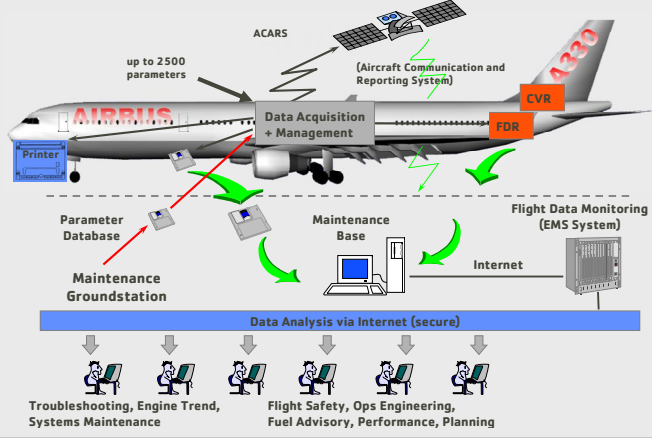 ACARS
up to 2500
parameters
(Aircraft Communication and
Reporting System)
A330
CVR
AIRBUS
Data Acquisition
+ Management
FDR
Printer
Parameter
Database
Maintenance
Base
Flight Data Monitoring
(EMS System)
Internet
Maintenance
Groundstation
Data Analysis via Internet (secure)
Troubleshooting, Engine Trend,
Systems Maintenance
Flight Safety, Ops Engineering,
Fuel Advisory, Performance, Planning